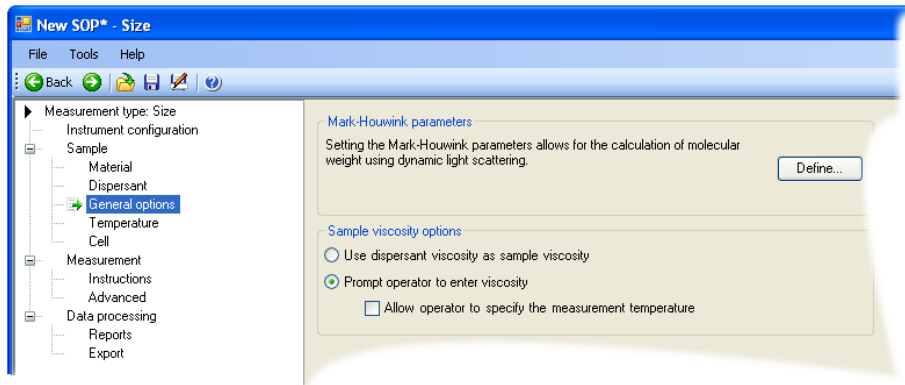 New SOP* - Size
File Tools Help
Back
Measurement type: Size
Instrument configuration
Sample
Material
Dispersant
General options
Temperature
Cell
Measurement
Instructions
Advanced
Data processing
Reports
Export
Mark-Houwink parameters
Setting the Mark-Houwink parameters allows for the calculation of molecular
weight using dynamic light scattering.
Define...
Sample viscosity options
Use dispersant viscosity as sample viscosity
Prompt operator to enter viscosity
Allow operator to specify the measurement temperature